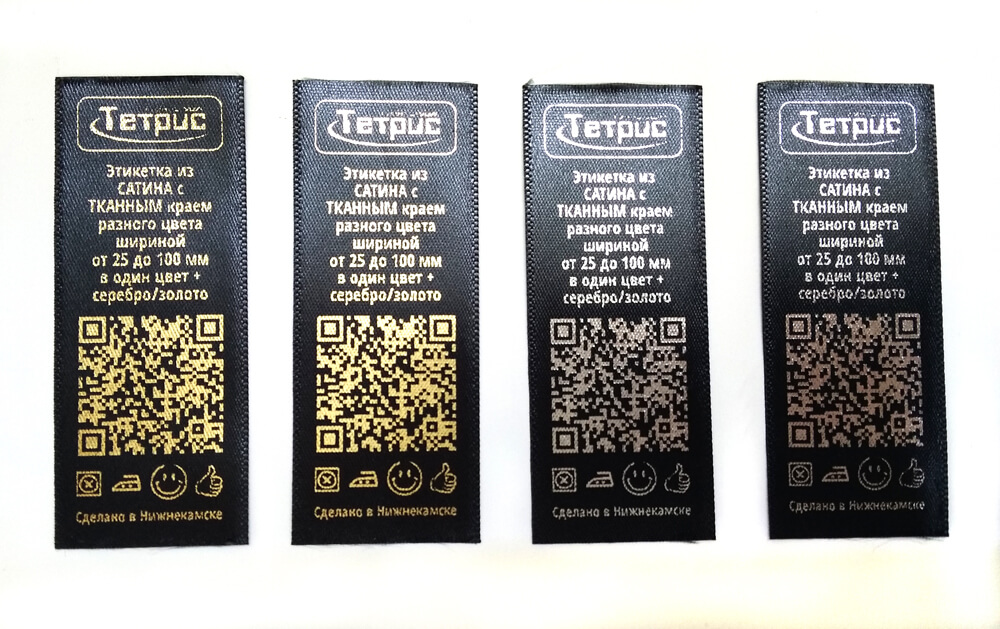 Тетрис
Этикетка из
САТИНА с
ТКАННЫМ краем
разного цвета
шириной
от 25 до 100 мм
в один цвет +
серебро/золото
Сделано в Нижнекамске
Тетрис
Этикетка из
САТИНА с
ТКАННЫМ краем
разного цвета
шириной
от 25 до 100 мм
в один цвет +
серебро/золото
Сделано в Нижнекамске
Тетрис
Этикетка из
САТИНА с
ТКАННЫМ краем
разного цвета
шириной
от 25 до 100 мм
в один цвет +
серебро/золото
Сделано в Нижнекамске
Тетрис
Этикетка из
САТИНА с
ТКАННЫМ краем
разного цвета
шириной
от 25 до 100 мм
в один цвет +
серебро/золото
Сделано в Нижнекамске